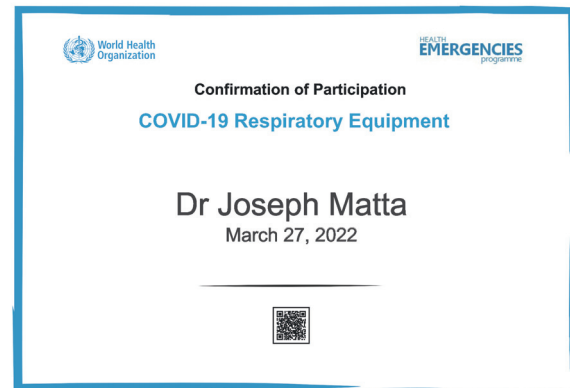 World Health
Organization
HEALTH
EMERGENCIES
programme
Confirmation of Participation
COVID-19 Respiratory Equipment
Dr Joseph Matta
March 27, 2022